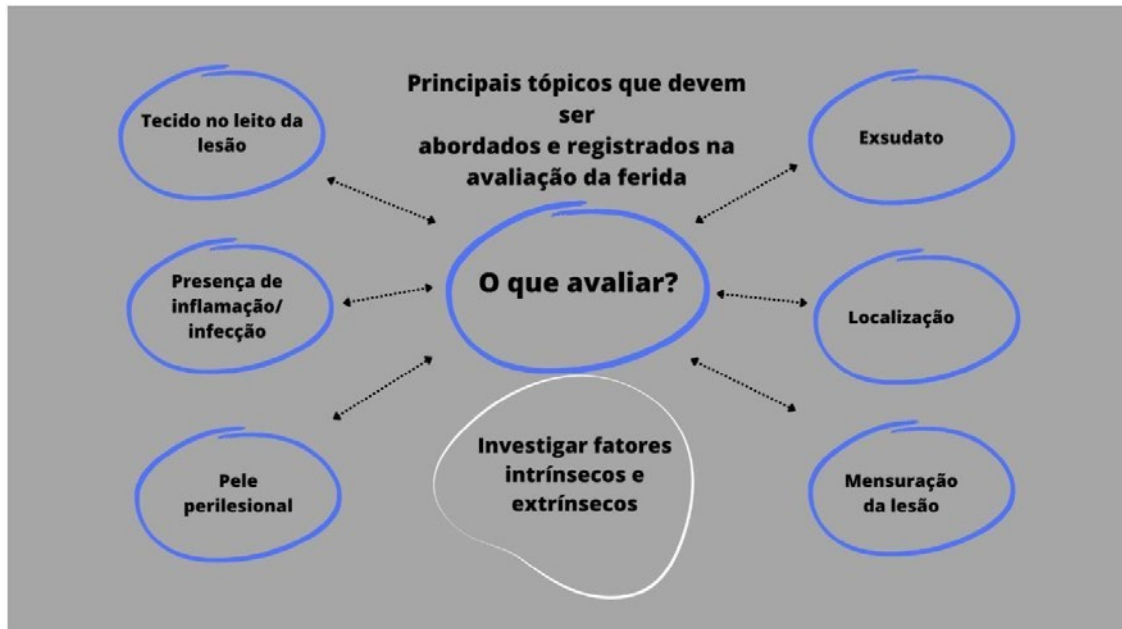 Principais tópicos que devem
ser
abordados e registrados na
avaliação da ferida
Tecido no leito da
lesão
Exsudato
O que avaliar?
Presença de
inflamação/
infecção
Localização
Pele
perilesional
Investigar fatores
intrínsecos e
extrínsecos
Mensuração
da lesão